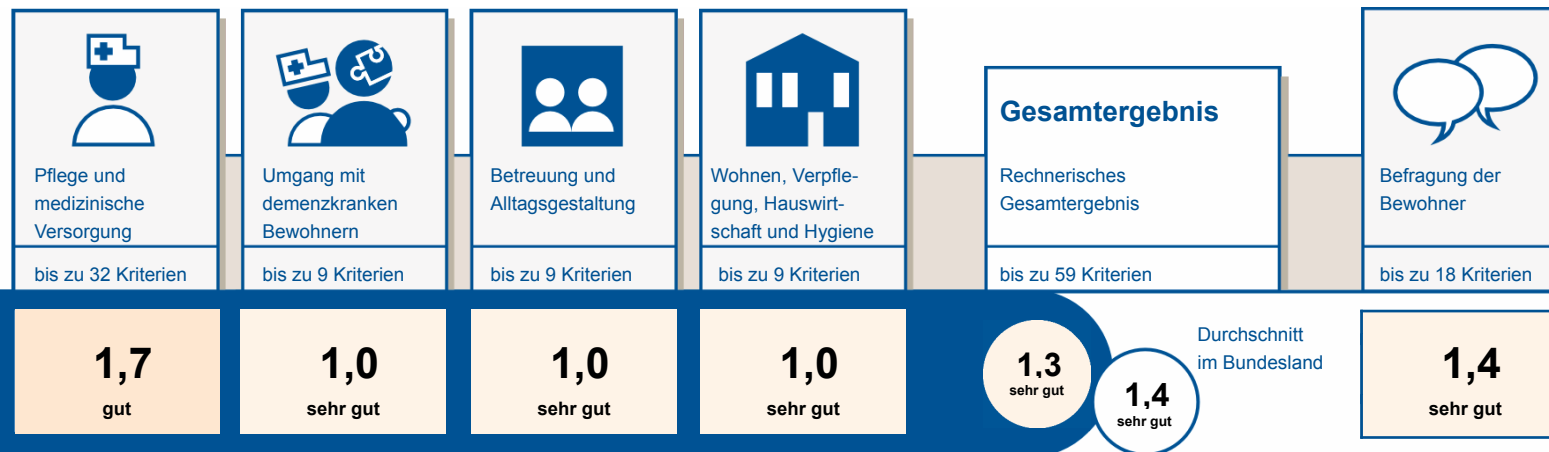 Pflege und
medizinische
Versorgung
bis zu 32 Kriterien
1,7
gut
Umgang mit
demenzkranken
Bewohnern
bis zu 9 Kriterien
1,0
sehr gut
Betreuung und
Alltagsgestaltung
bis zu 9 Kriterien
1,0
sehr gut
Wohnen, Verpfle-
gung, Hauswirt-
schaft und Hygiene
bis zu 9 Kriterien
1,0
sehr gut
Gesamtergebnis
Rechnerisches
Gesamtergebnis
bis zu 59 Kriterien
1,3
sehr gut
1,4
sehr gut
Durchschnitt
im Bundesland
Befragung der
Bewohner
bis zu 18 Kriterien
1,4
sehr gut